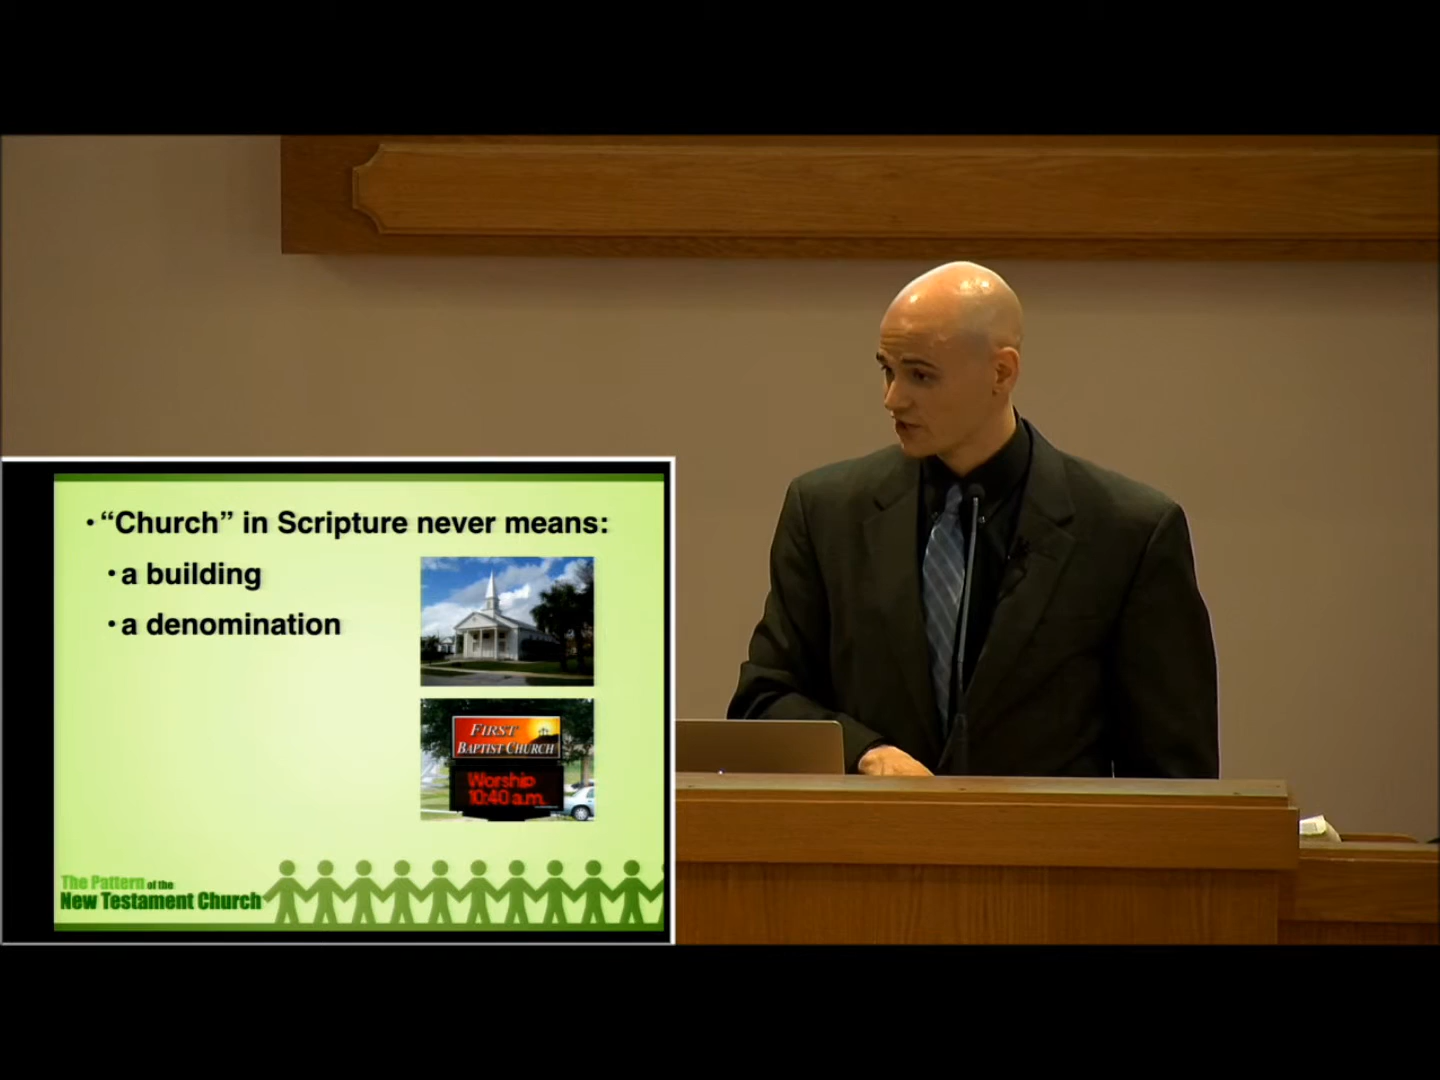 • “Church” in Scripture never means:
• a building
• a denomination
FIRST
BAPTIST CHURCH
Worship
10:40 a.m.
The Pattern of the
New Testament Church